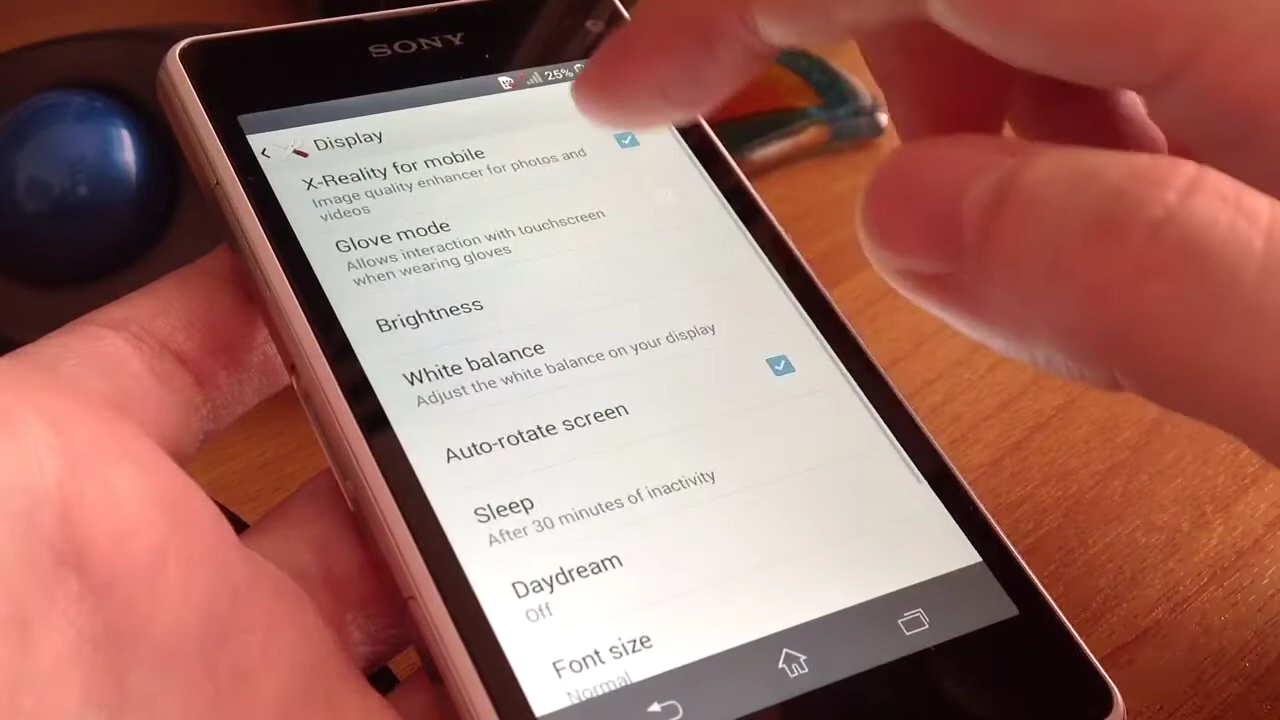 SONY
25%
Display
X-Reality for mobile
Image quality enhancer for photos and
videos
Glove mode
Allows interaction with touchscreen
when wearing gloves
Brightness
White balance
Adjust the white balance on your display
Auto-rotate screen
Sleep
After 30 minutes of inactivity
Daydream
Off
Font size
Normal